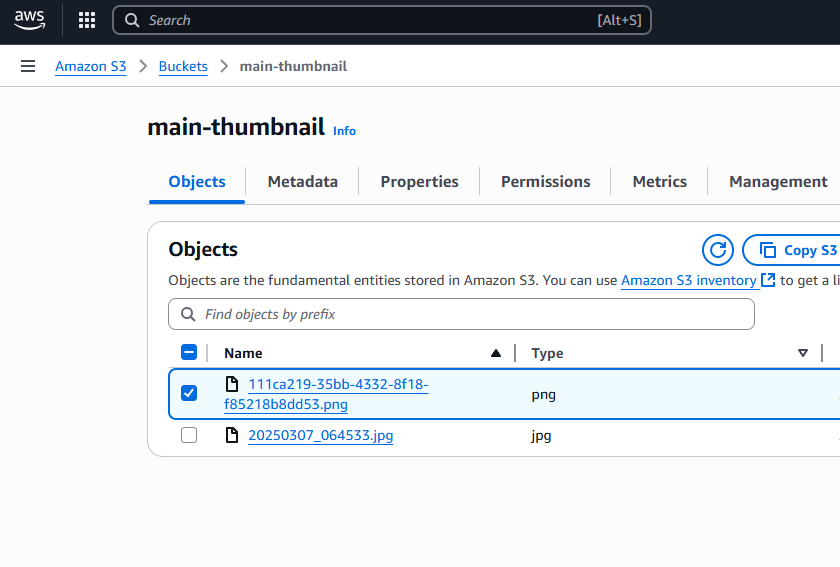 aws
Search [Alt+S]
Amazon S3 Buckets main-thumbnail
main-thumbnail Info
Objects Metadata Properties Permissions Metrics Management
Objects
Copy S3
Objects are the fundamental entities stored in Amazon S3. You can use Amazon S3 inventory to get a li
Find objects by prefix
Name Type
111ca219-35bb-4332-8f18-
f85218b8dd53.png
png
20250307_064533.jpg jpg